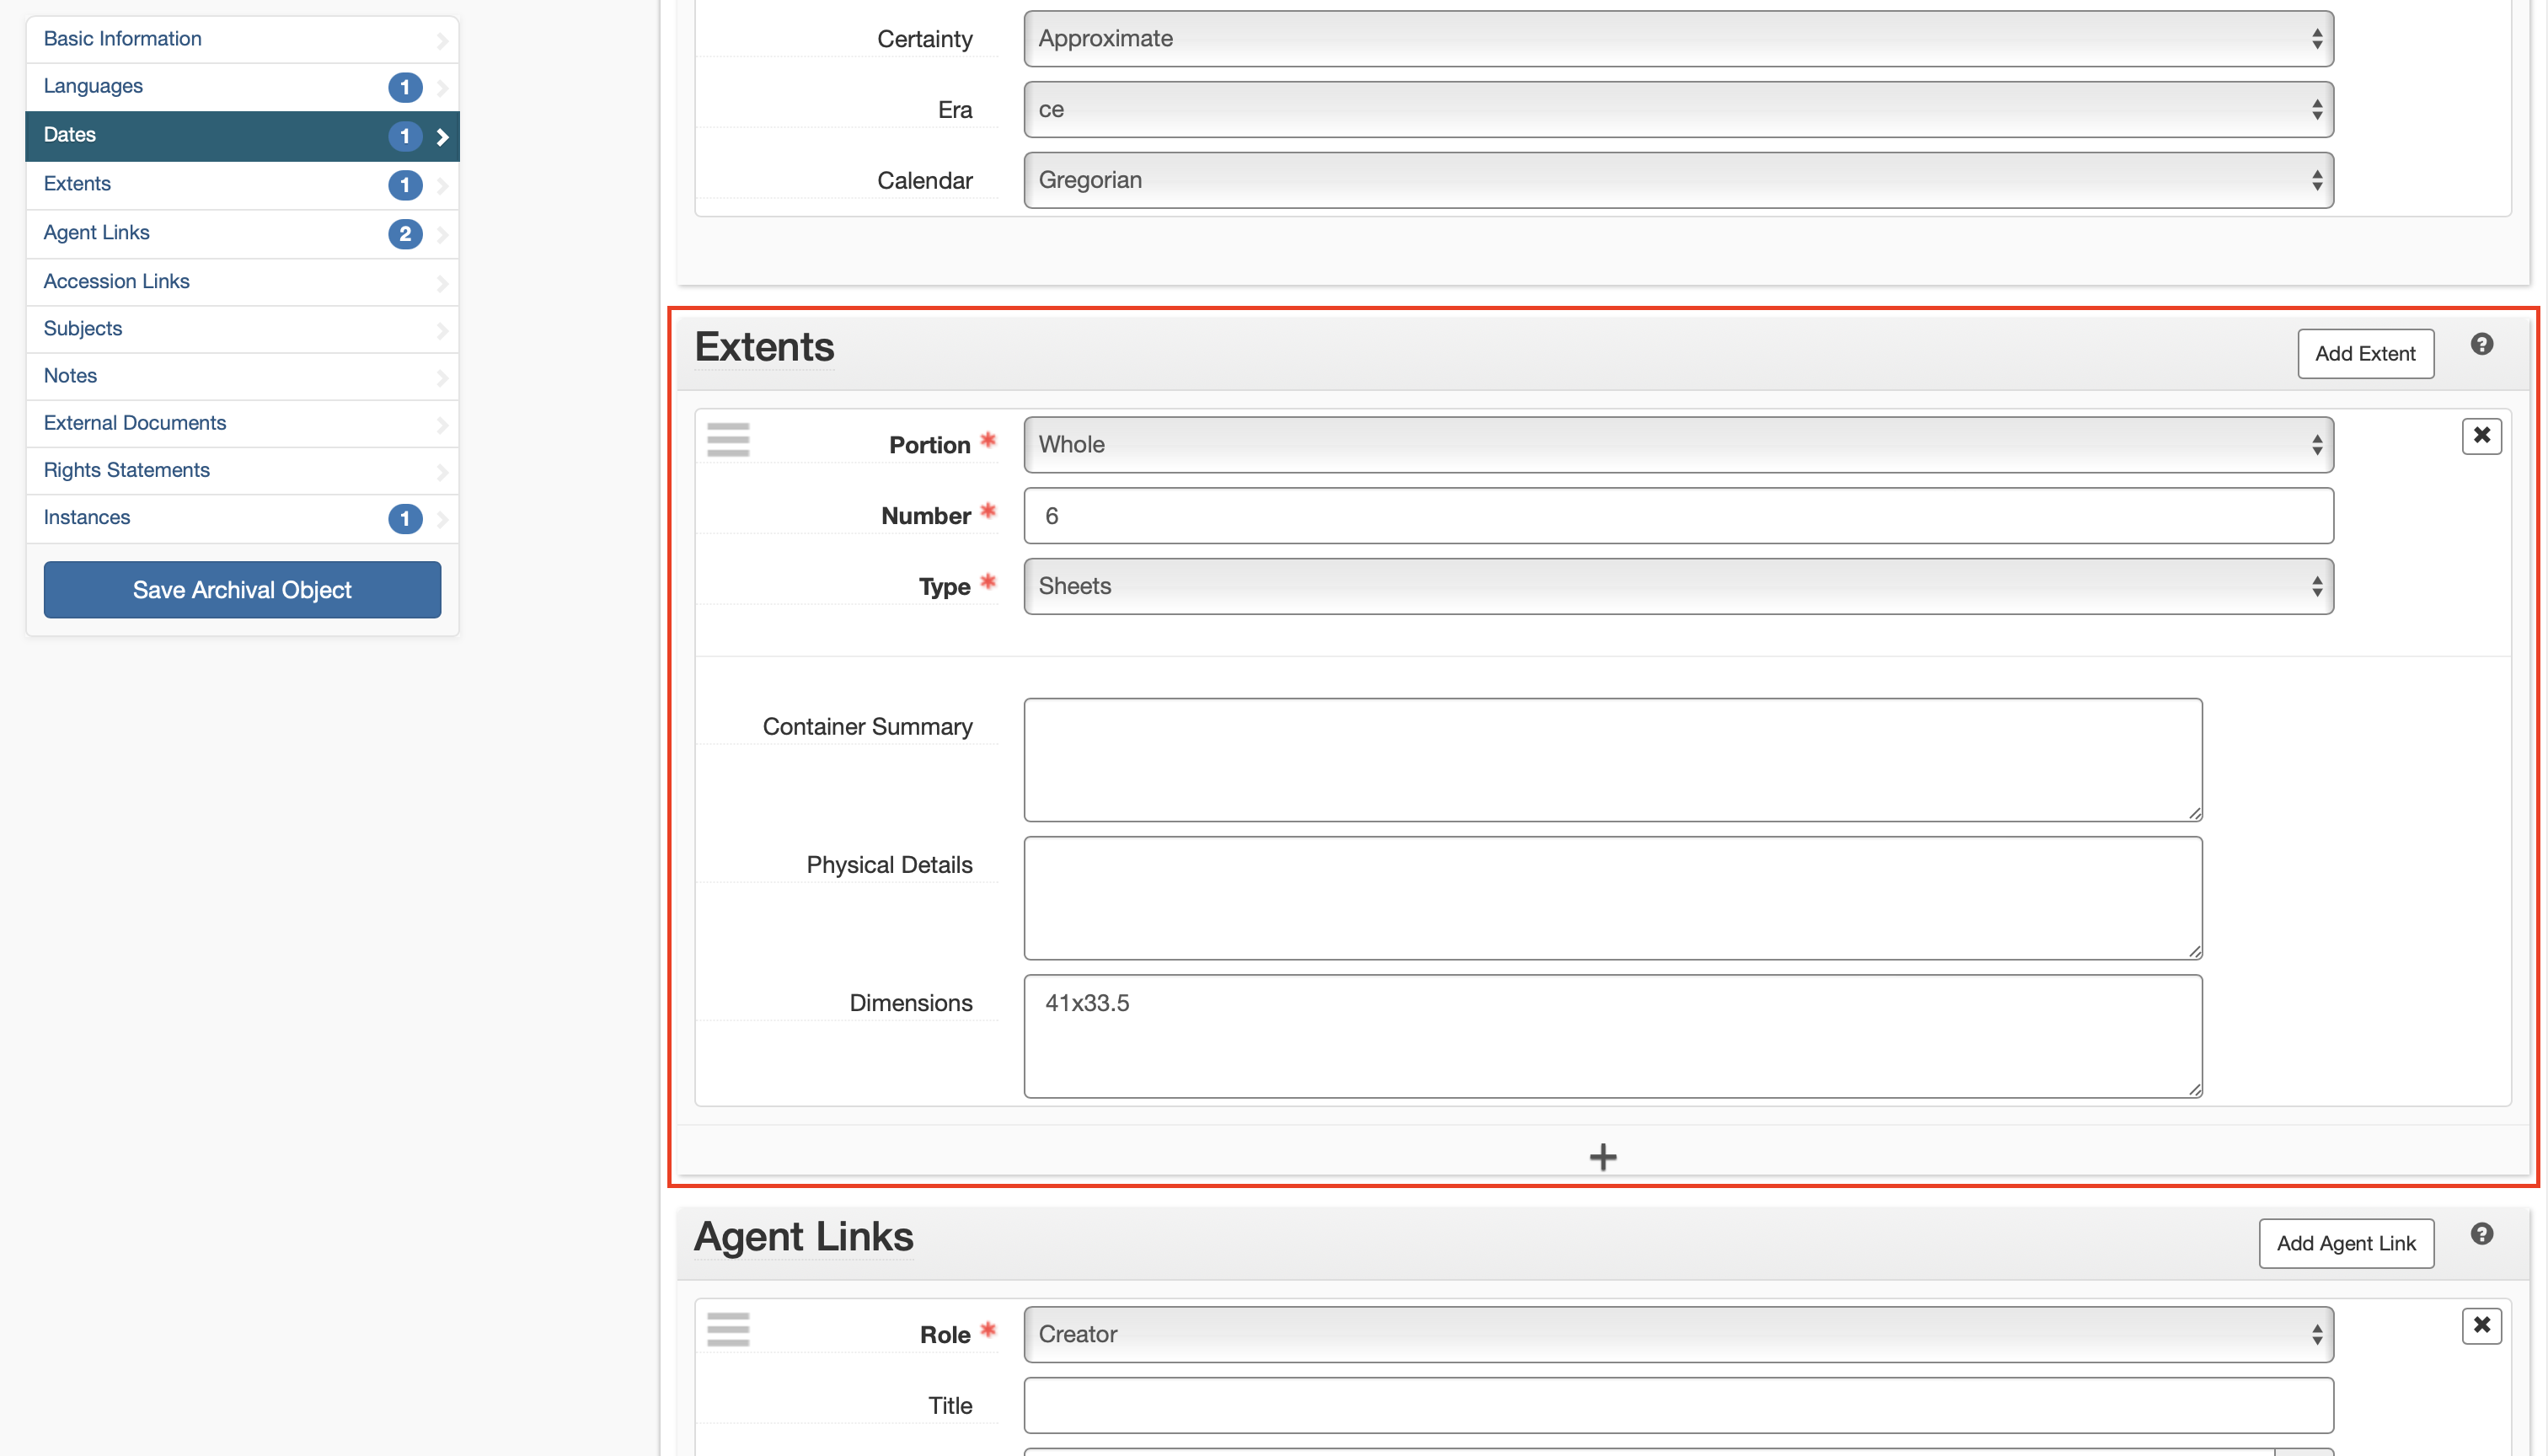 Basic Information
Languages 1
Dates 1
Extents 1
Agent Links 2
Accession Links
Subjects
Notes
External Documents
Rights Statements
Instances 1
Save Archival Object
Certainty Approximate
Era ce
Calendar Gregorian
Extents Add Extent ?
Portion * Whole ✖
Number * 6
Type * Sheets
Container Summary
Physical Details
Dimensions 41x33.5
+
Agent Links Add Agent Link ?
Role * Creator ✖
Title